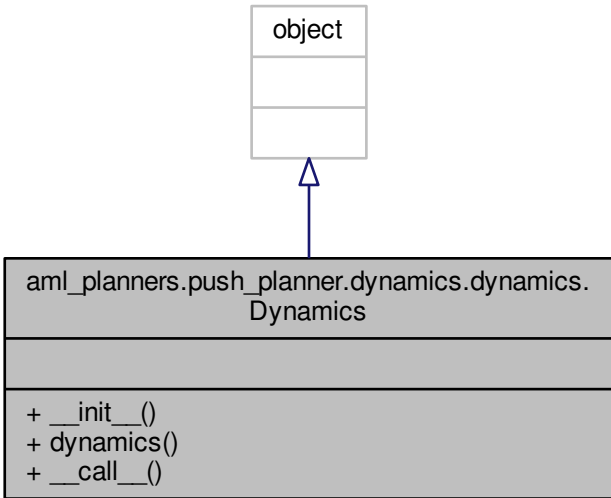 object
aml_planners.push_planner.dynamics.dynamics.
Dynamics
+ __init__()
+ dynamics()
+ __call__()